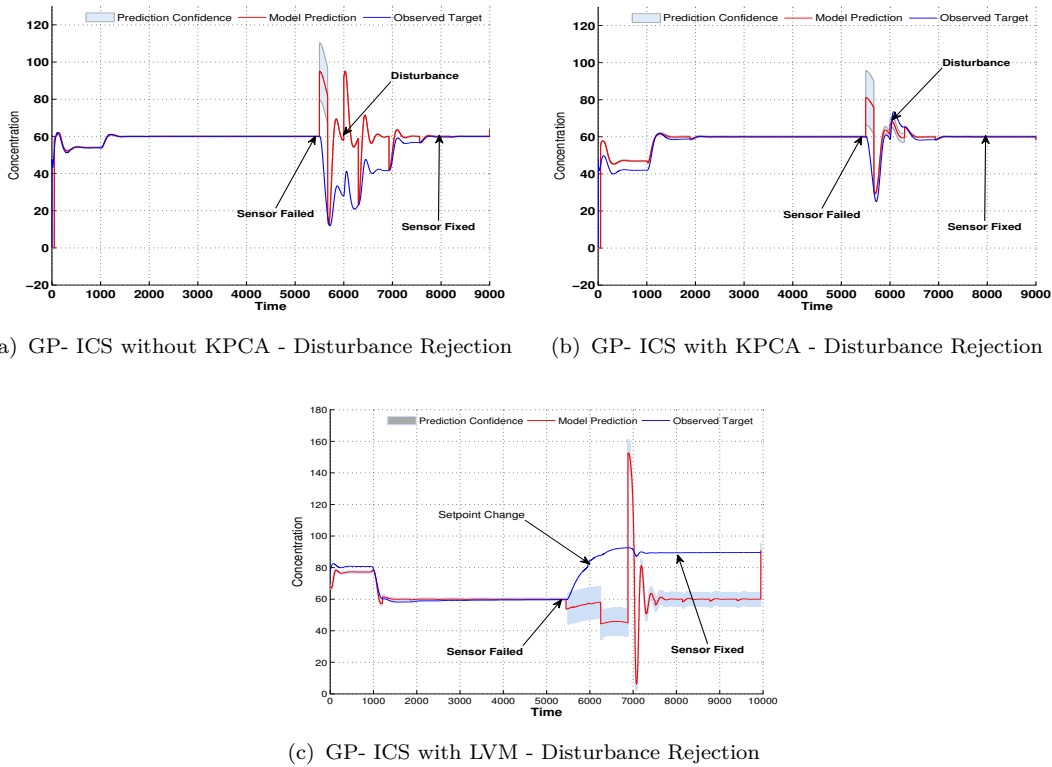 Prediction Confidence Model Prediction Observed Target
120
100
80
60
40
20
0
−20
Concentration
Disturbance
Sensor Failed
Sensor Fixed
0 1000 2000 3000 4000 5000 6000 7000 8000 9000
Time
a) GP- ICS without KPCA - Disturbance Rejection
Prediction Confidence Model Prediction Observed Target
120
100
80
60
40
20
0
−20
Concentration
Disturbance
Sensor Failed
Sensor Fixed
0 1000 2000 3000 4000 5000 6000 7000 8000 9000
Time
(b) GP- ICS with KPCA - Disturbance Rejection
180
Prediction Confidence Model Prediction Observed Target
160
140
120
100
80
60
40
20
0
Concentration
Setpoint Change
Sensor Failed
Sensor Fixed
0 1000 2000 3000 4000 5000 6000 7000 8000 9000 10000
Time
(c) GP- ICS with LVM - Disturbance Rejection